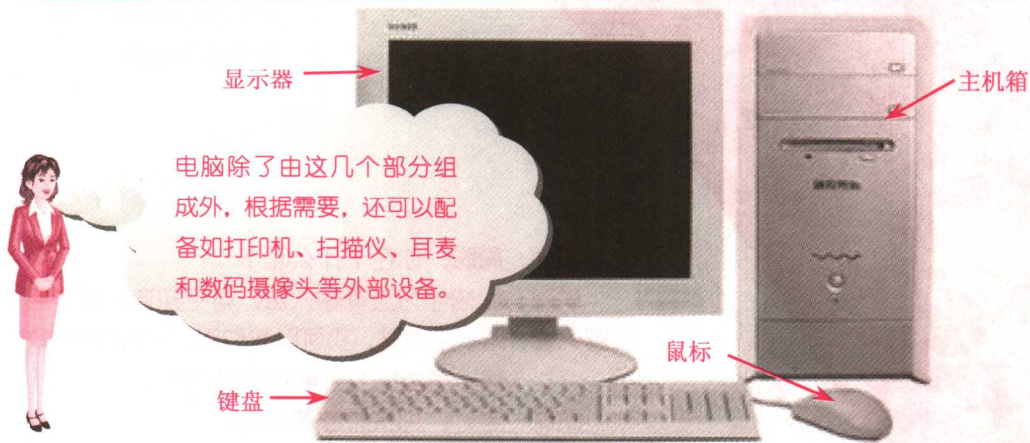 显示器
主机箱
电脑除了由这几个部分组
成外，根据需要，还可以配
备如打印机、扫描仪、耳麦
和数码摄像头等外部设备。
鼠标
键盘